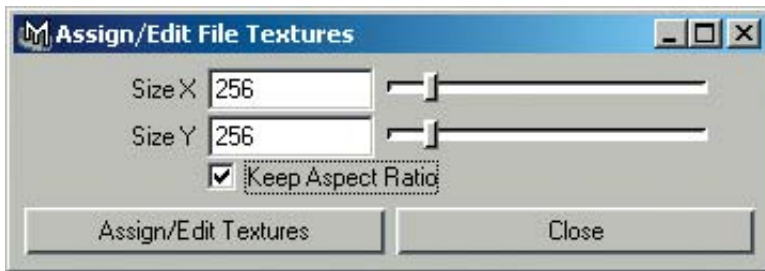 Assign/Edit File Textures
Size X 256
Size Y 256
Keep Aspect Ratio
Assign/Edit Textures Close